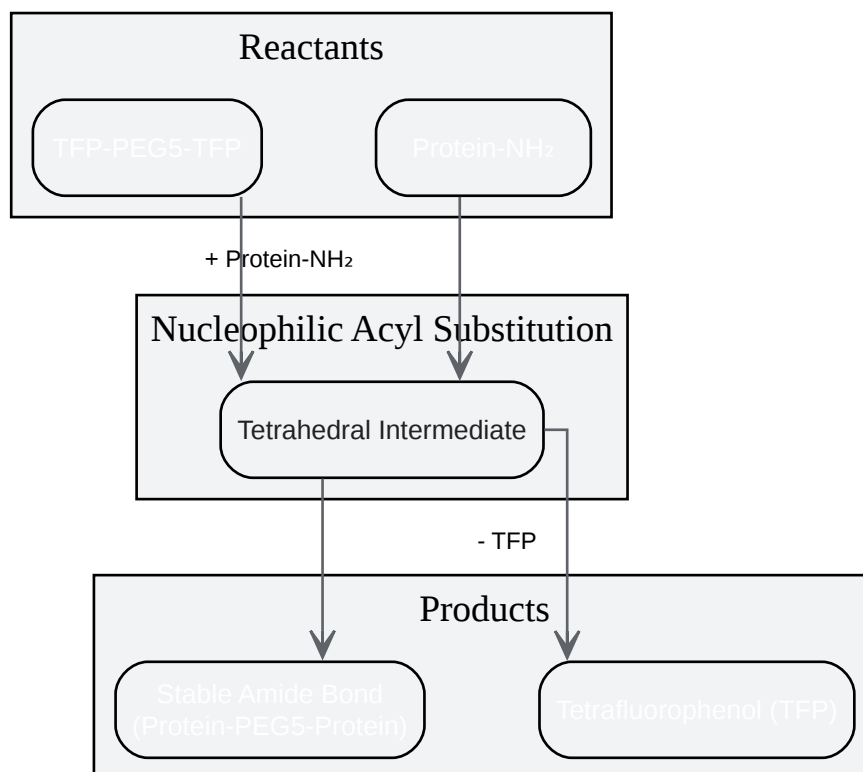 Reactants
TFP-PEG5-TFP
Protein-NH₂
+ Protein-NH₂
Nucleophilic Acyl Substitution
Tetrahedral Intermediate
- TFP
Products
Stable Amide Bond
(Protein-PEG5-Protein)
Tetrafluorophenol (TFP)